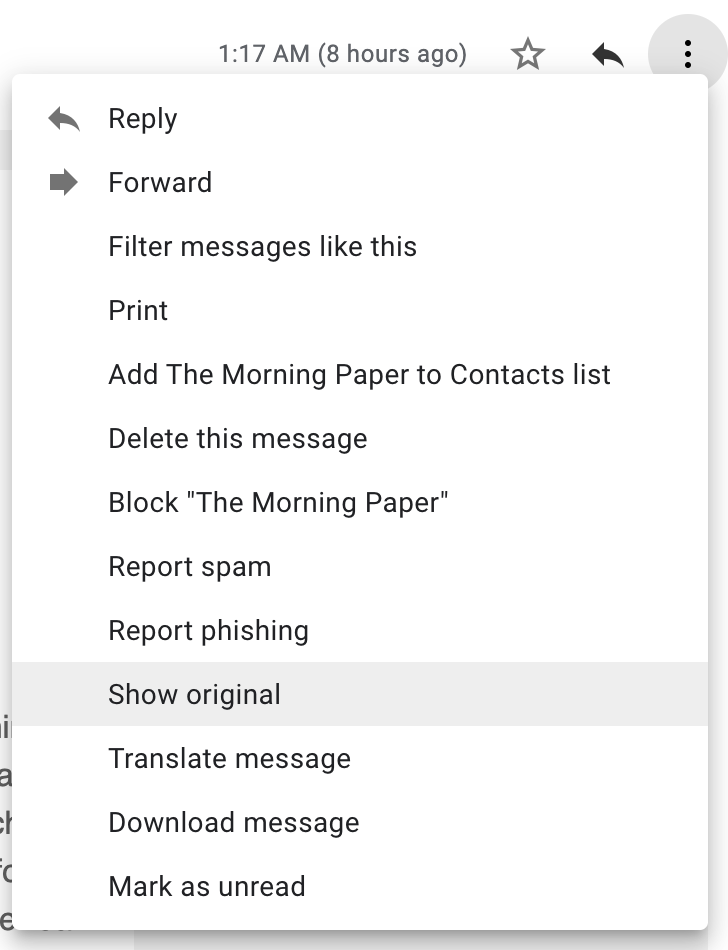 1:17 AM (8 hours ago)
Reply
Forward
Filter messages like this
Print
Add The Morning Paper to Contacts list
Delete this message
Block "The Morning Paper"
Report spam
Report phishing
Show original
Translate message
Download message
Mark as unread